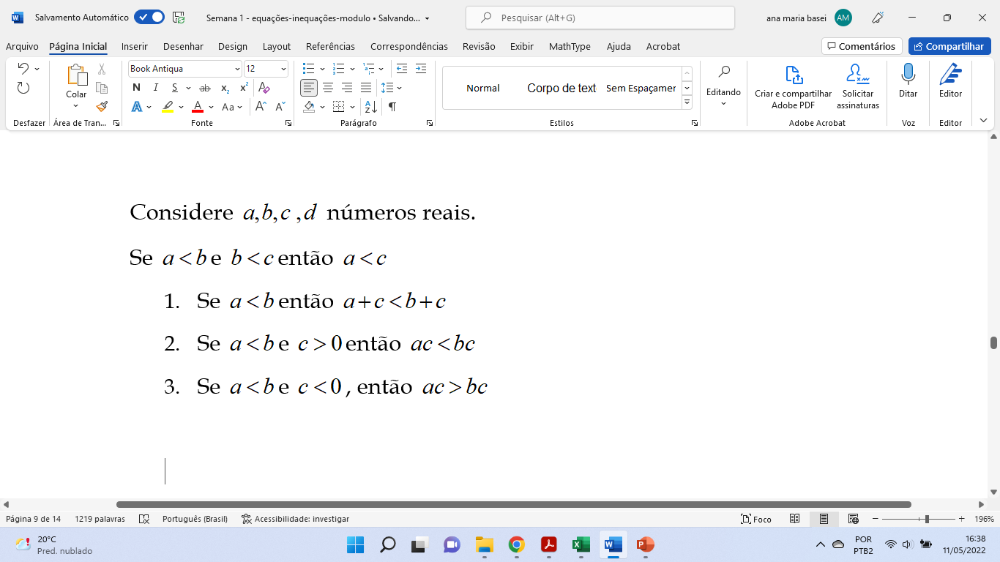 Salvamento Automático Semana 1 - equações-inequações-modulo • Salvando... Pesquisar (Alt+G) ana maria basei AM
Arquivo Página Inicial Inserir Desenhar Design Layout Referências Correspondências Revisão Exibir MathType Ajuda Acrobat Comentários Compartilhar
Book Antiqua 12
Normal Corpo de text Sem Espaçamer
N I S ab x₂ x² A
A A Aa A A
Colar Editando Criar e compartilhar Adobe PDF Solicitar assinaturas Ditar Editor
Desfazer Área de Tran... Fonte Parágrafo Estilos Adobe Acrobat Voz Editor
Considere a,b,c ,d números reais.
Se a < b e b < c então a < c
1. Se a < b então a + c < b + c
2. Se a < b e c > 0 então ac < bc
3. Se a < b e c < 0 , então ac > bc
Página 9 de 14 1219 palavras Português (Brasil) Acessibilidade: investigar Foco 196%
20°C
Pred. nublado
POR
PTB2
16:38
11/05/2022